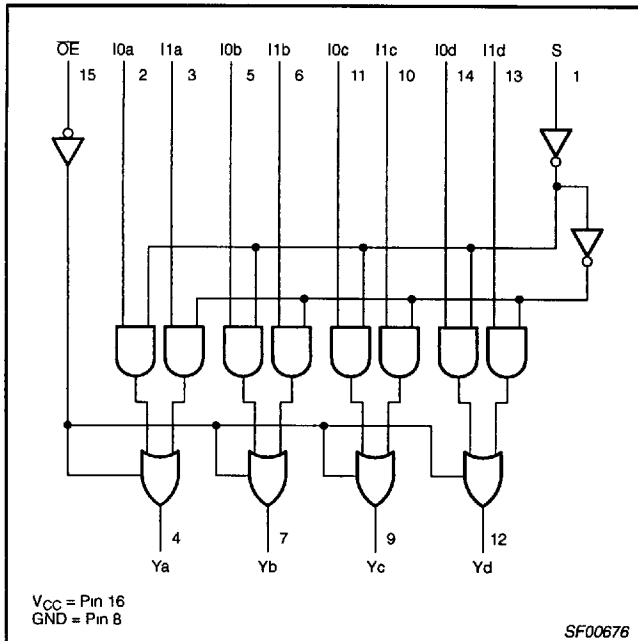 OE I0a I1a I0b I1b I0c I1c I0d I1d S
15 2 3 5 6 11 10 14 13 1
4 7 9 12
Ya Yb Yc Yd
VCC = Pin 16
GND = Pin 8
SF00676